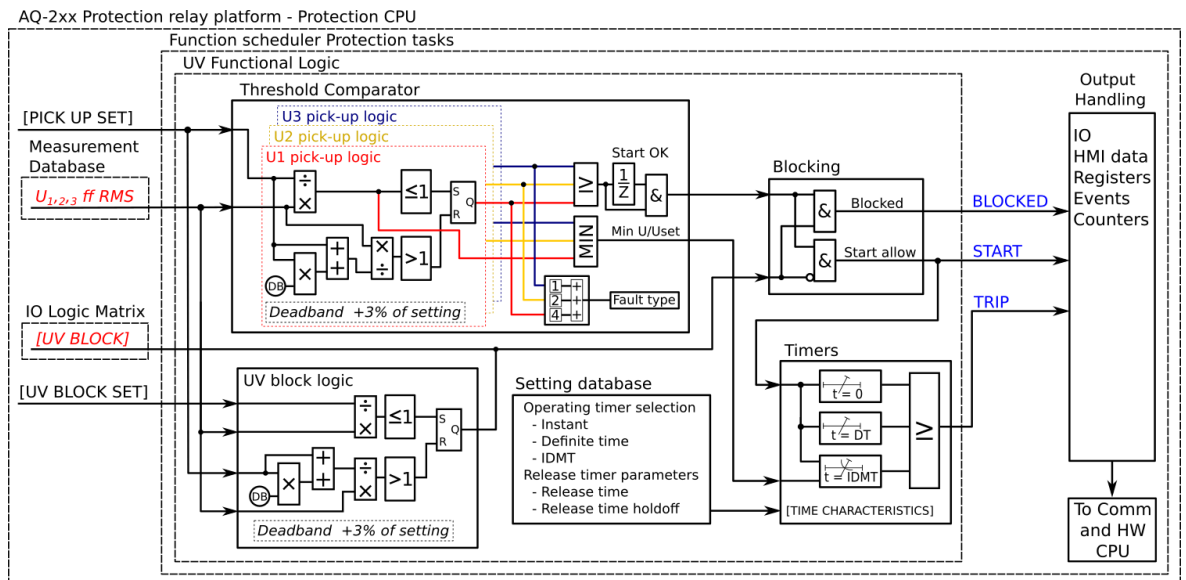 AQ-2xx Protection relay platform - Protection CPU
Function scheduler Protection tasks
UV Functional Logic
Threshold Comparator
U3 pick-up logic
U2 pick-up logic
U1 pick-up logic
[PICK UP SET]
Measurement
Database
U1,2,3 ff RMS
÷
×
≤1
S
R
Q
DB
×
+
+
×
÷
>1
Deadband +3% of setting
≥
Start OK
1
Z
&
MIN
Min U/Uset
1
2
4
+
+
+
Fault type
Blocking
&
Blocked
&
Start allow
BLOCKED
START
TRIP
Output
Handling
IO
HMI data
Registers
Events
Counters
To Comm
and HW
CPU
IO Logic Matrix
[UV BLOCK]
[UV BLOCK SET]
UV block logic
÷
×
≤1
S
R
Q
DB
×
+
+
÷
×
>1
Deadband +3% of setting
Setting database
Operating timer selection
- Instant
- Definite time
- IDMT
Release timer parameters
- Release time
- Release time holdoff
Timers
t = 0
t = DT
t = IDMT
≥
[TIME CHARACTERISTICS]